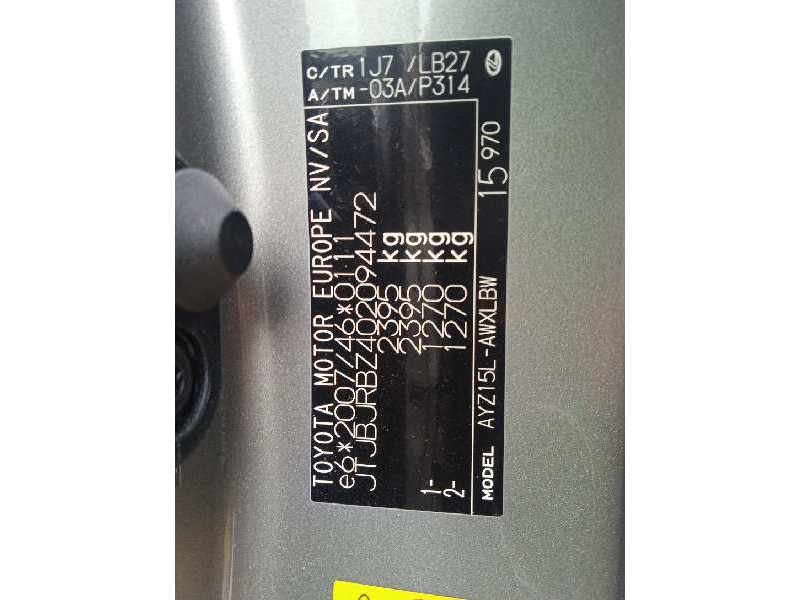 TOYOTA MOTOR EUROPE NV/SA
e6*2007/46*0111
JTJBJRBZ402094472
2395 kg
2395 kg
1- 1270 kg
2- 1270 kg
MODEL AYZ15L-AWXLBW
15 970
C/TR 1J7 /LB27
A/TM -03A/P314